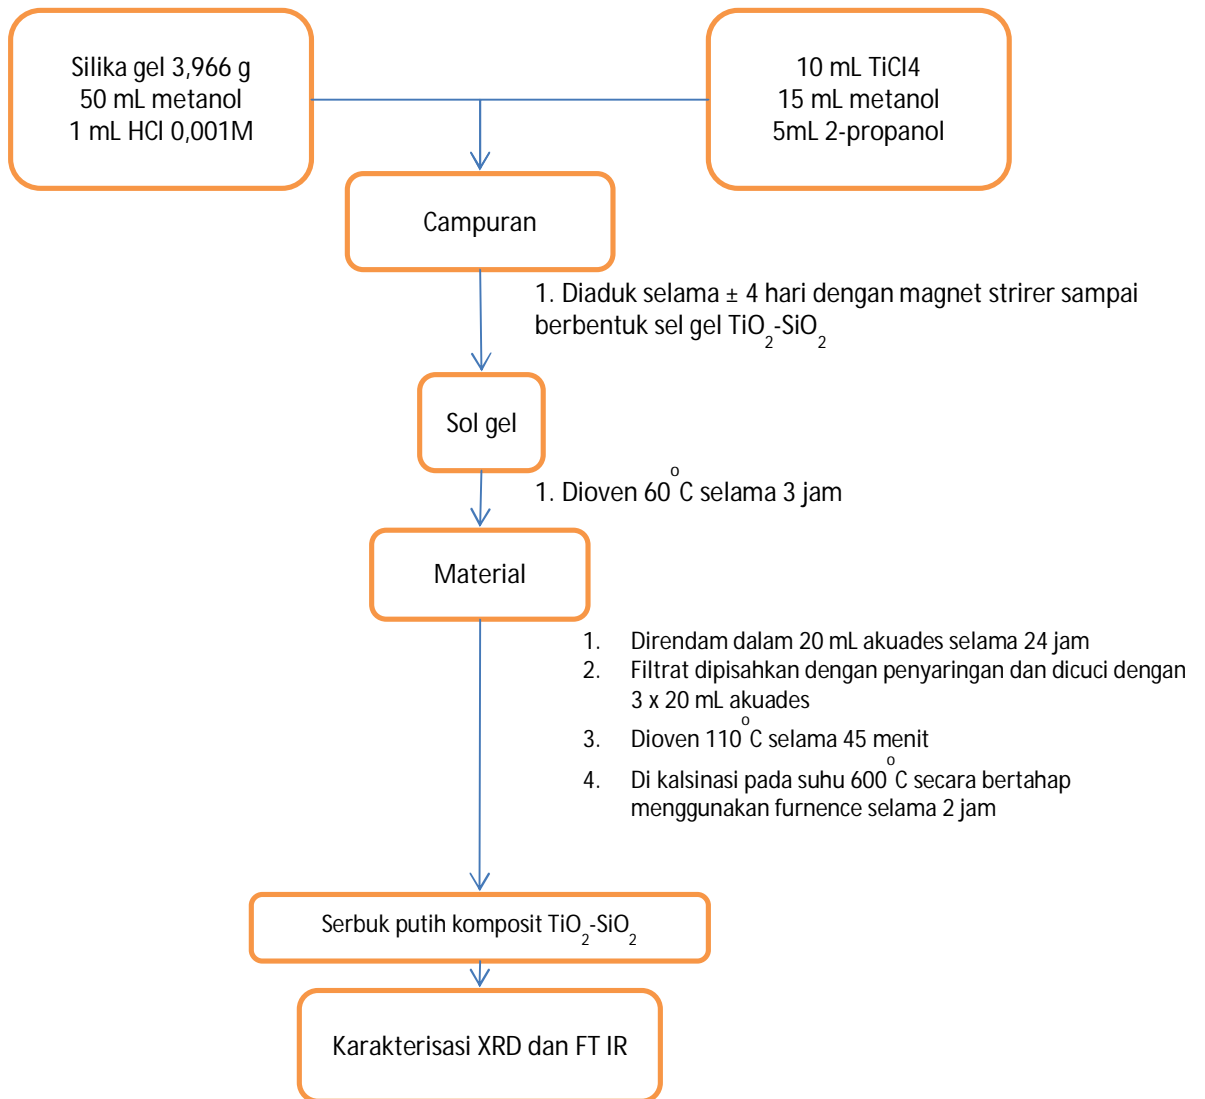 Silika gel 3,966 g
50 mL metanol
1 mL HCl 0,001M
10 mL TiCl4
15 mL metanol
5mL 2-propanol
Campuran
1. Diaduk selama ± 4 hari dengan magnet strirer sampai
berbentuk sel gel TiO2-SiO2
Sol gel
1. Dioven 60°C selama 3 jam
Material
1. Direndam dalam 20 mL akuades selama 24 jam
2. Filtrat dipisahkan dengan penyaringan dan dicuci dengan
3 x 20 mL akuades
3. Dioven 110°C selama 45 menit
4. Di kalsinasi pada suhu 600°C secara bertahap
menggunakan furnence selama 2 jam
Serbuk putih komposit TiO2-SiO2
Karakterisasi XRD dan FT IR